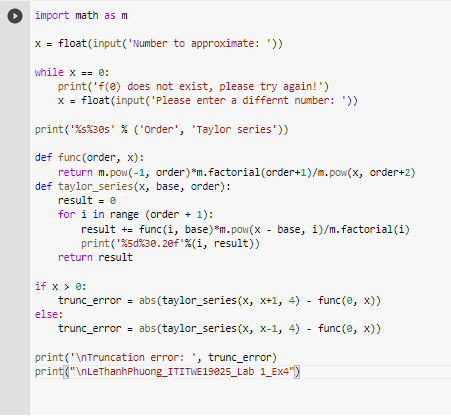 import math as m
x = float(input('Number to approximate: '))
while x == 0:
    print('f(0) does not exist, please try again!')
    x = float(input('Please enter a differnt number: '))
print('%s%30s' % ('Order', 'Taylor series'))
def func(order, x):
    return m.pow(-1, order)*m.factorial(order+1)/m.pow(x, order+2)
def taylor_series(x, base, order):
    result = 0
    for i in range (order + 1):
        result += func(i, base)*m.pow(x - base, i)/m.factorial(i)
        print('%5d%30.20f'%(i, result))
    return result
if x > 0:
    trunc_error = abs(taylor_series(x, x+1, 4) - func(0, x))
else:
    trunc_error = abs(taylor_series(x, x-1, 4) - func(0, x))
print('\nTruncation error: ', trunc_error)
print("\nLeThanhPhuong_ITITWE19025_Lab 1_Ex4")